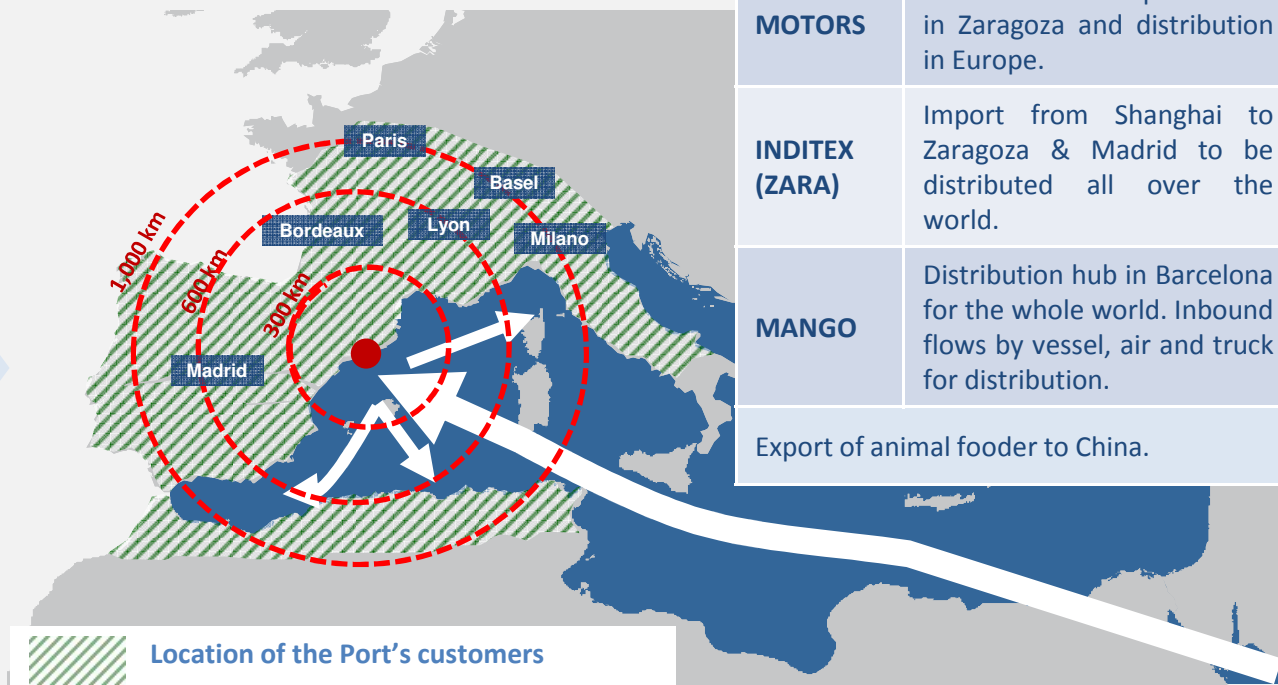 Paris
Basel
Bordeaux
Lyon
Milano
Madrid
1,000 km
600 km
300 km
MOTORS
in Zaragoza and distribution
in Europe.
INDITEX
(ZARA)
Import from Shanghai to
Zaragoza & Madrid to be
distributed all over the
world.
MANGO
Distribution hub in Barcelona
for the whole world. Inbound
flows by vessel, air and truck
for distribution.
Export of animal fooder to China.
Location of the Port's customers